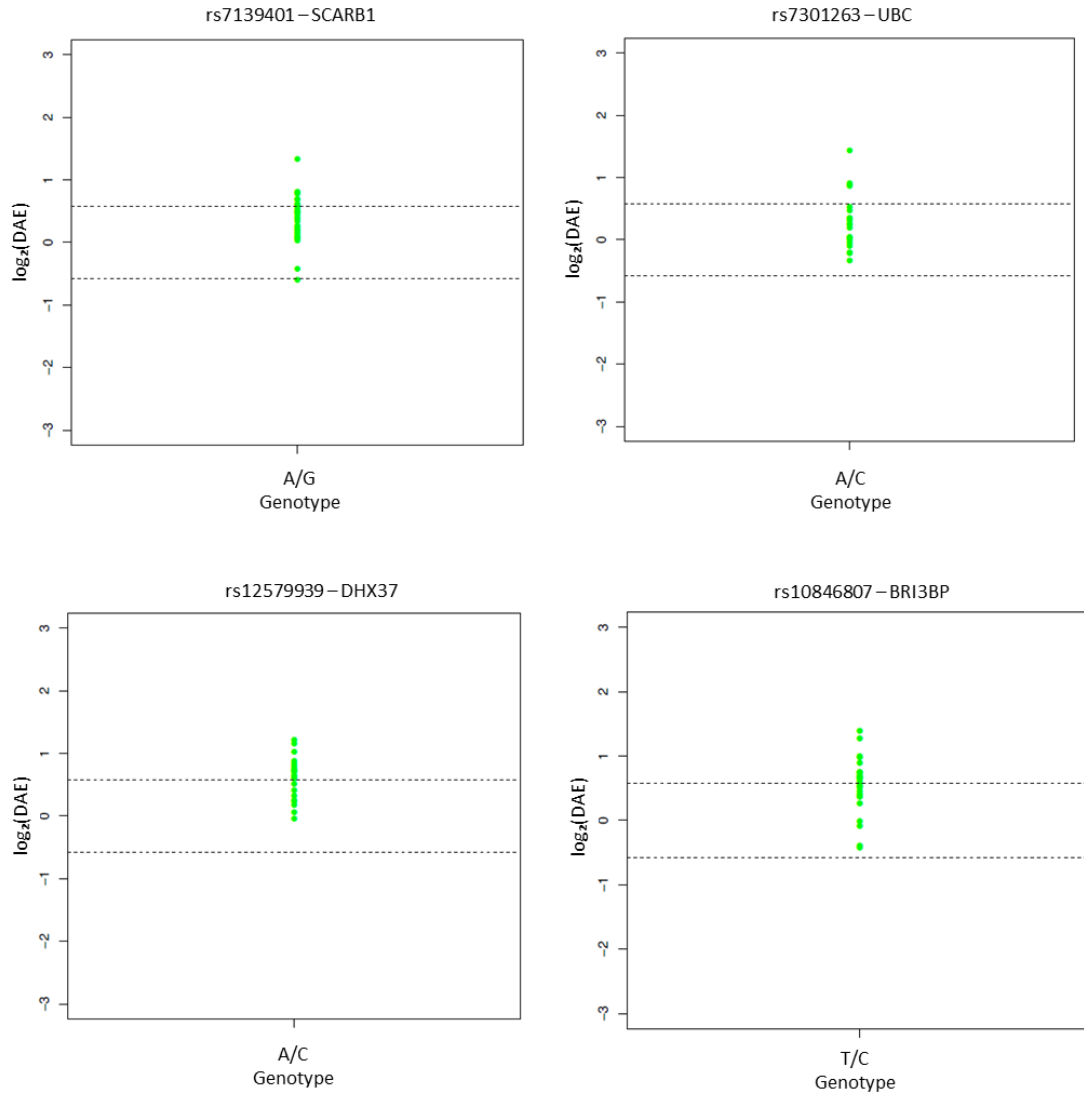 rs7139401 – SCARB1
3
2
1
0
-1
-2
-3
log₂(DAE)
A/G
Genotype
rs7301263 – UBC
3
2
1
0
-1
-2
-3
log₂(DAE)
A/C
Genotype
rs12579939 – DHX37
3
2
1
0
-1
-2
-3
log₂(DAE)
A/C
Genotype
rs10846807 – BRI3BP
3
2
1
0
-1
-2
-3
log₂(DAE)
T/C
Genotype